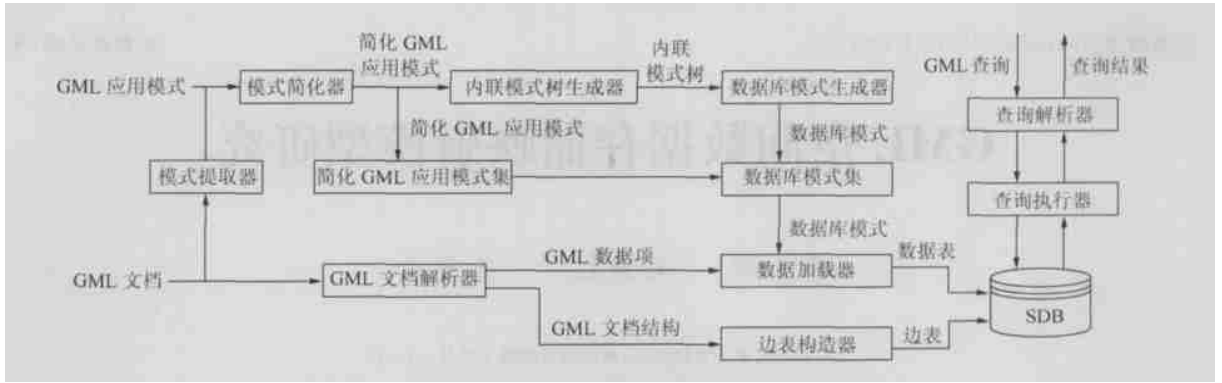 简化 GML
应用模式
内联
模式树
GML 查询
查询结果
GML 应用模式
模式简化器
内联模式树生成器
数据库模式生成器
查询解析器
简化 GML 应用模式
数据库模式
模式提取器
简化 GML 应用模式集
数据库模式集
查询执行器
数据库模式
GML 数据项
数据表
GML 文档
GML 文档解析器
数据加载器
SDB
GML 文档结构
边表构造器
边表